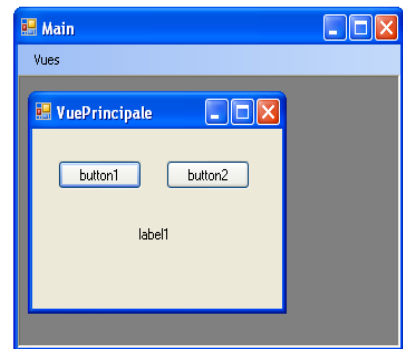 Main
Vues
VuePrincipale
button1 button2
label1